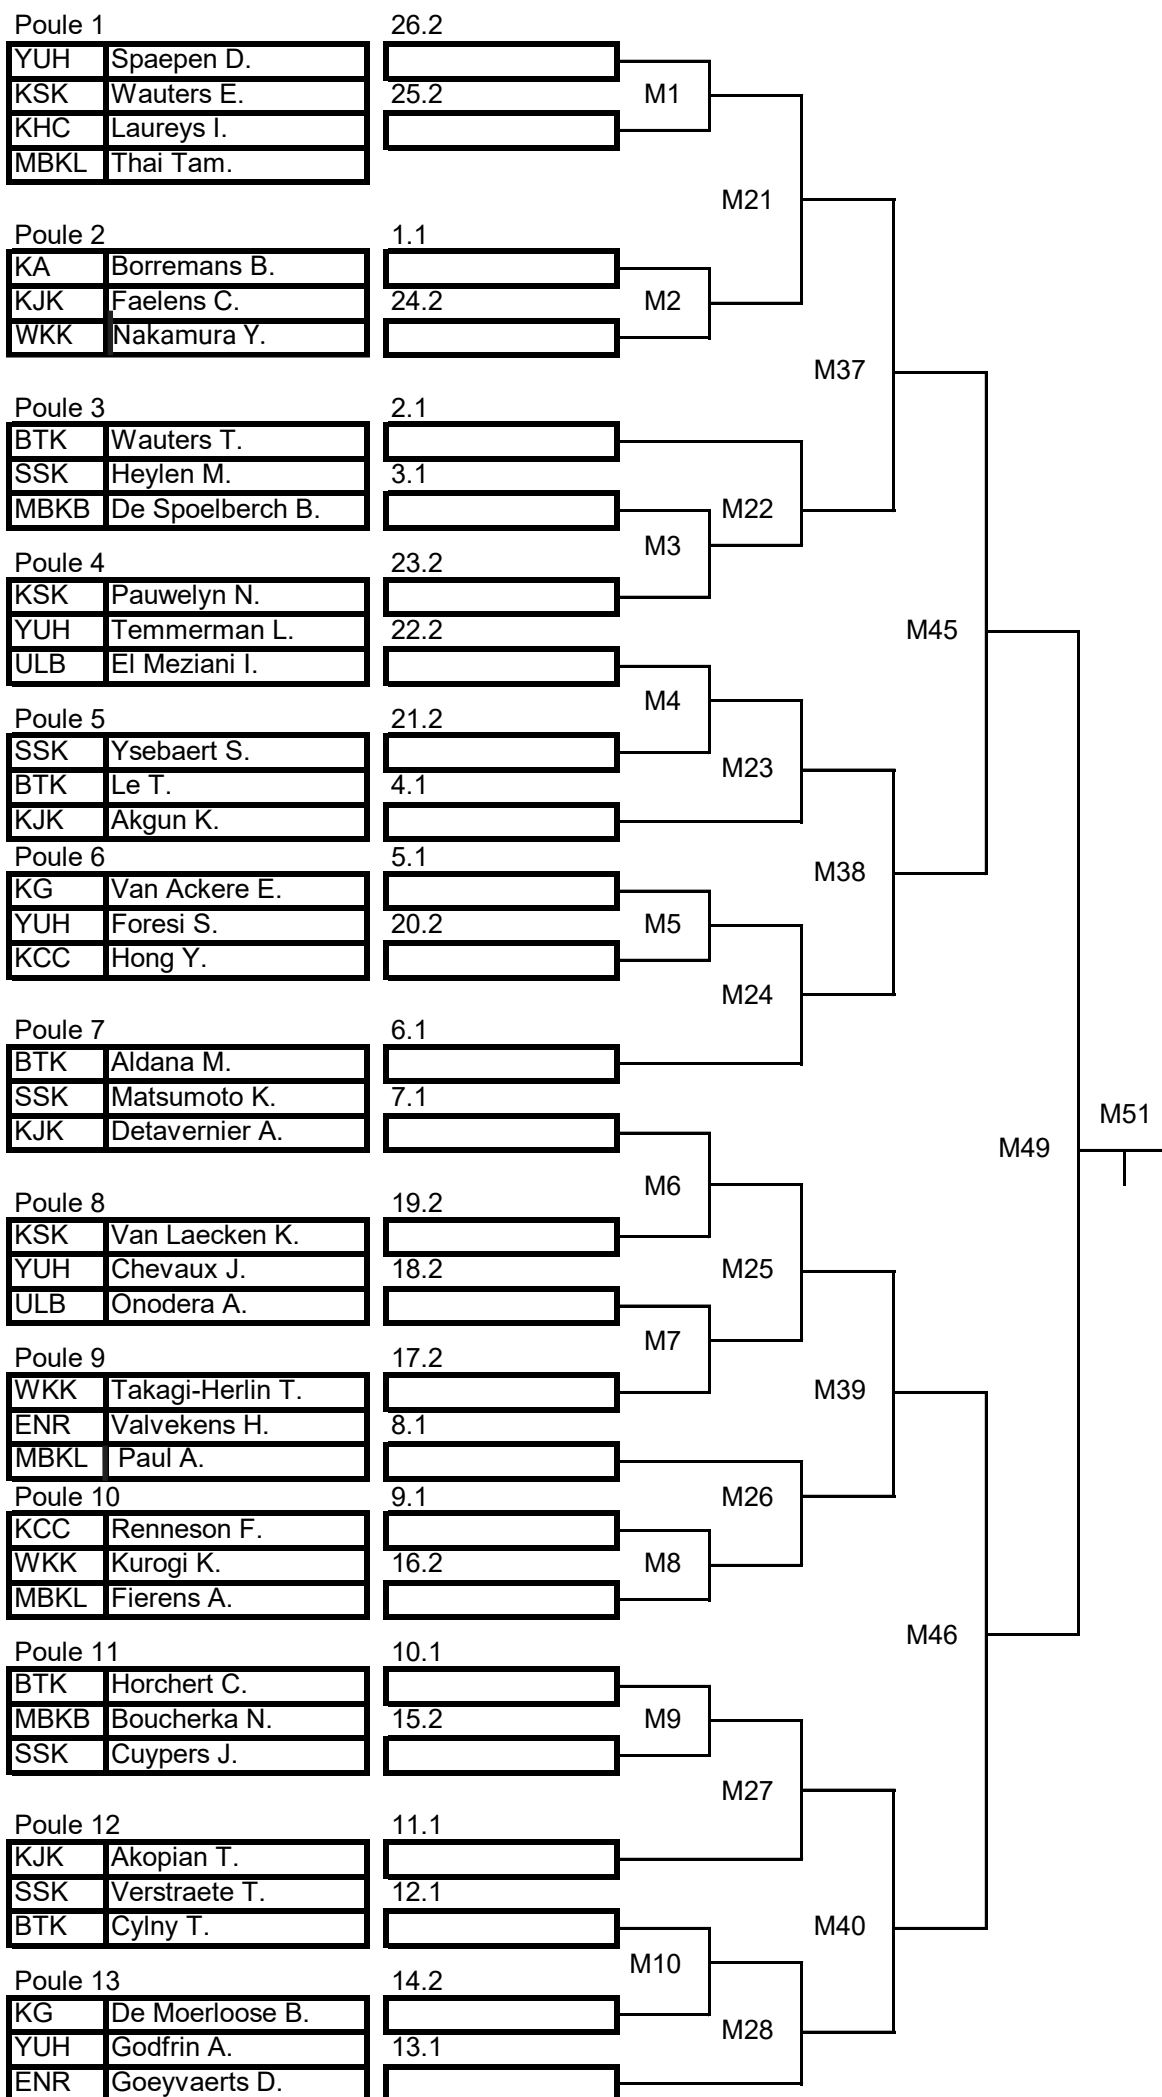 Poule 1 26.2
YUH Spaepen D.
KSK Wauters E. 25.2 M1
KHC Laureys I.
MBKL Thai Tam.
M21
Poule 2 1.1
KA Borremans B.
KJK Faelens C. 24.2 M2
WKK Nakamura Y.
M37
Poule 3 2.1
BTK Wauters T.
SSK Heylen M. 3.1
MBKB De Spoelberch B. M22
M3
Poule 4 23.2
KSK Pauwelyn N.
YUH Temmerman L. 22.2 M45
ULB El Meziani I.
M4
Poule 5 21.2
SSK Ysebaert S.
M23
BTK Le T. 4.1
KJK Akgun K.
Poule 6 5.1
M38
KG Van Ackere E.
YUH Foresi S. 20.2 M5
KCC Hong Y.
M24
Poule 7 6.1
BTK Aldana M.
SSK Matsumoto K. 7.1
M51
KJK Detavernier A.
M49
M6
Poule 8 19.2
KSK Van Laecken K.
YUH Chevaux J. 18.2 M25
ULB Onodera A.
M7
Poule 9 17.2
WKK Takagi-Herlin T. M39
ENR Valvekens H. 8.1
MBKL Paul A.
Poule 10 9.1 M26
KCC Renneson F.
WKK Kurogi K. 16.2 M8
MBKL Fierens A.
M46
Poule 11 10.1
BTK Horchert C.
MBKB Boucherka N. 15.2 M9
SSK Cuypers J.
M27
Poule 12 11.1
KJK Akopian T.
SSK Verstraete T. 12.1
BTK Cylny T. M40
M10
Poule 13 14.2
KG De Moerloose B.
M28
YUH Godfrin A. 13.1
ENR Goeyvaerts D.